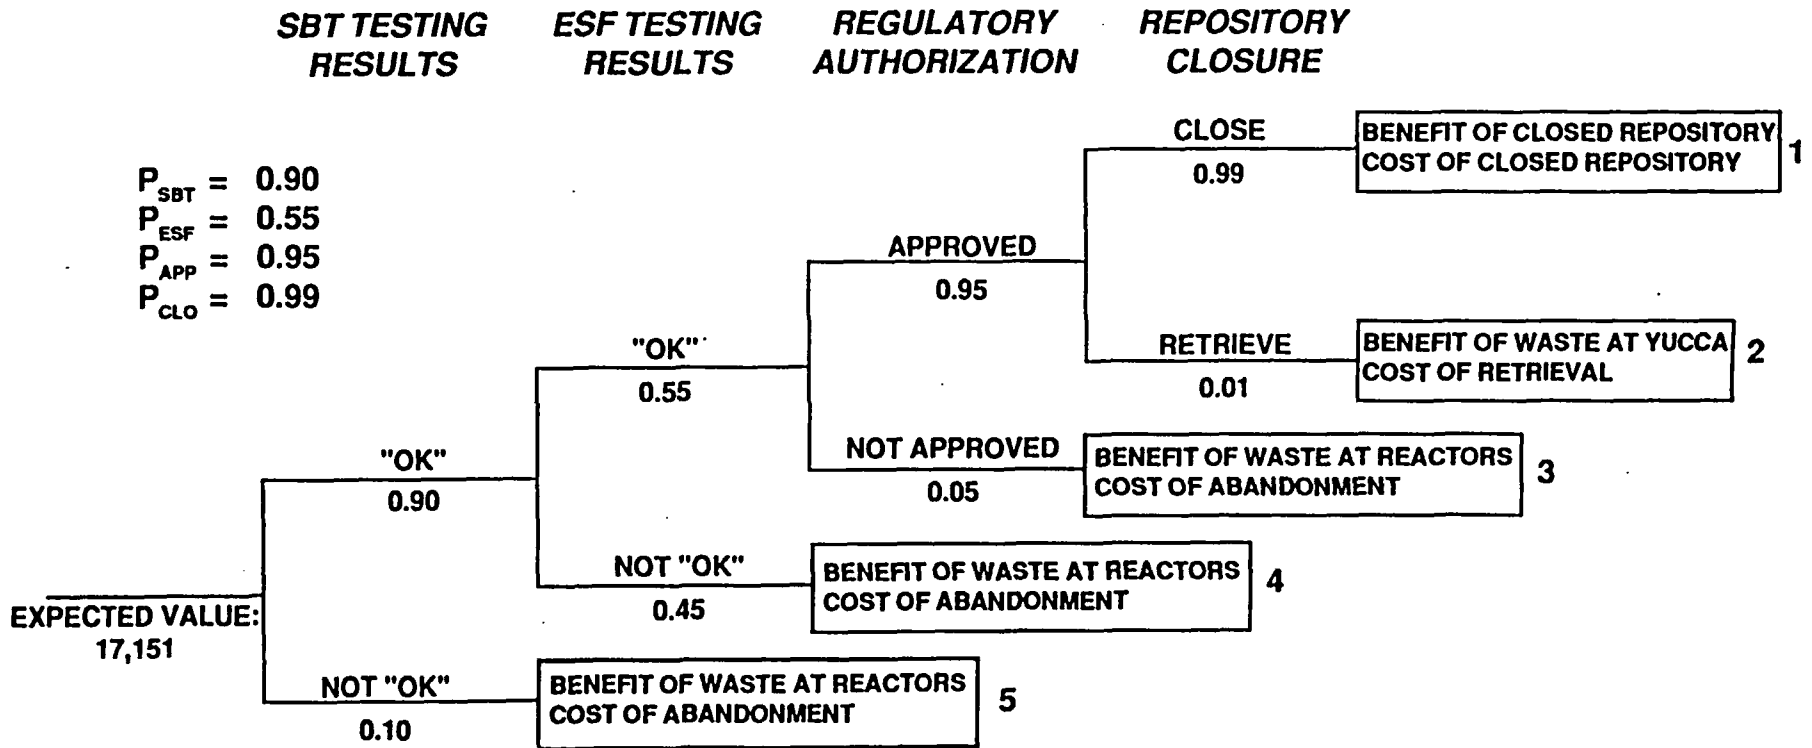 SBT TESTING RESULTS
ESF TESTING RESULTS
REGULATORY AUTHORIZATION
REPOSITORY CLOSURE
P_SBT = 0.90
P_ESF = 0.55
P_APP = 0.95
P_CLO = 0.99
CLOSE
0.99
BENEFIT OF CLOSED REPOSITORY
COST OF CLOSED REPOSITORY
1
APPROVED
0.95
RETRIEVE
0.01
BENEFIT OF WASTE AT YUCCA
COST OF RETRIEVAL
2
"OK"
0.55
NOT APPROVED
0.05
BENEFIT OF WASTE AT REACTORS
COST OF ABANDONMENT
3
"OK"
0.90
NOT "OK"
0.45
BENEFIT OF WASTE AT REACTORS
COST OF ABANDONMENT
4
EXPECTED VALUE:
17,151
NOT "OK"
0.10
BENEFIT OF WASTE AT REACTORS
COST OF ABANDONMENT
5